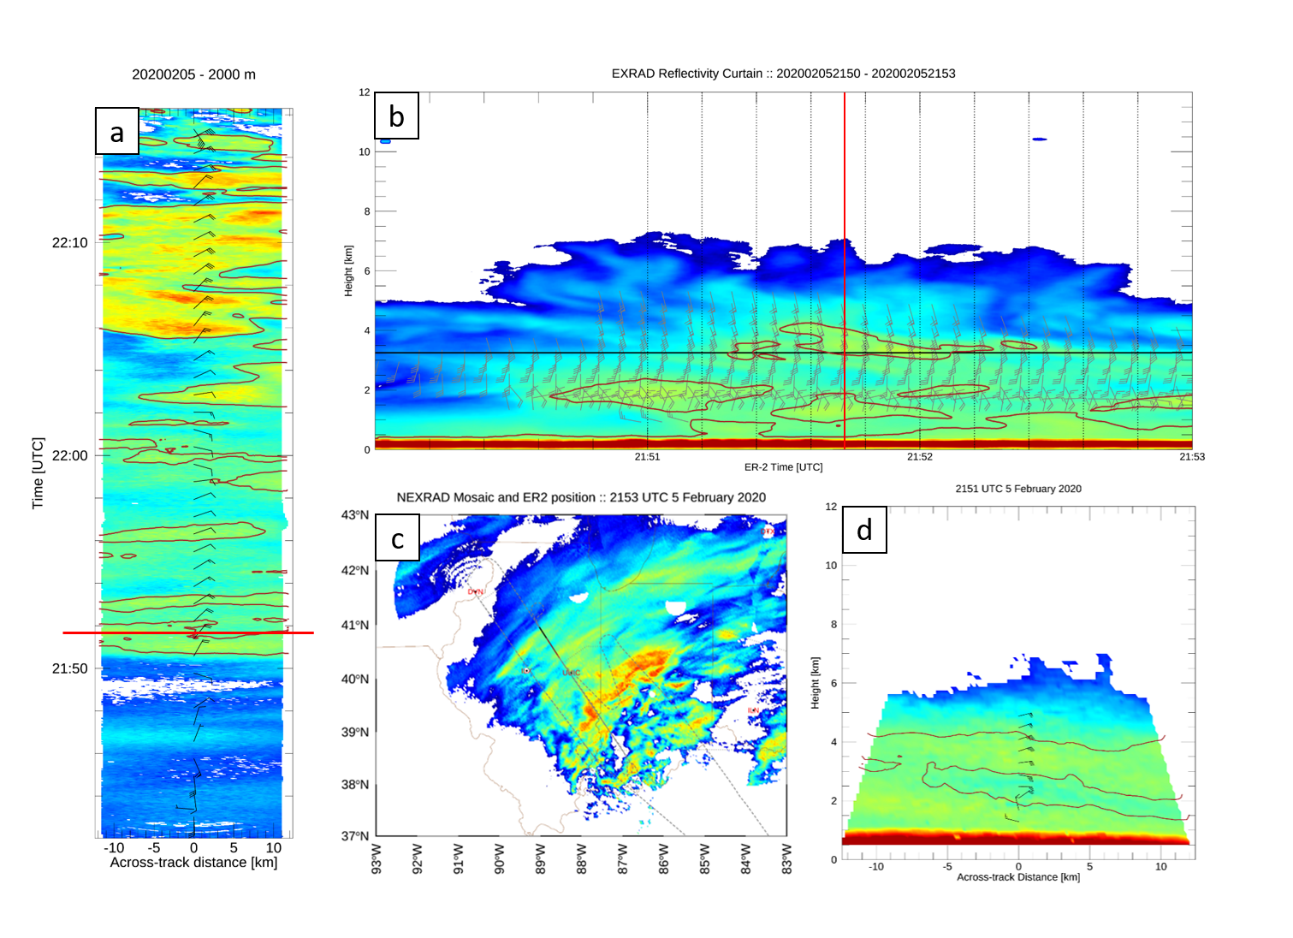 20200205 - 2000 m
a
22:10
22:00
21:50
Time [UTC]
-10 -5 0 5 10
Across-track distance [km]
EXRAD Reflectivity Curtain :: 202002052150 - 202002052153
b
12
10
8
6
4
2
0
Height [km]
21:51 21:52 21:53
ER-2 Time [UTC]
NEXRAD Mosaic and ER2 position :: 2153 UTC 5 February 2020
c
43°N
42°N
41°N
40°N
39°N
38°N
37°N
93°W 92°W 91°W 90°W 89°W 88°W 87°W 86°W 85°W 84°W 83°W
2151 UTC 5 February 2020
d
12
10
8
6
4
2
0
Height [km]
-10 -5 0 5 10
Across-track Distance [km]